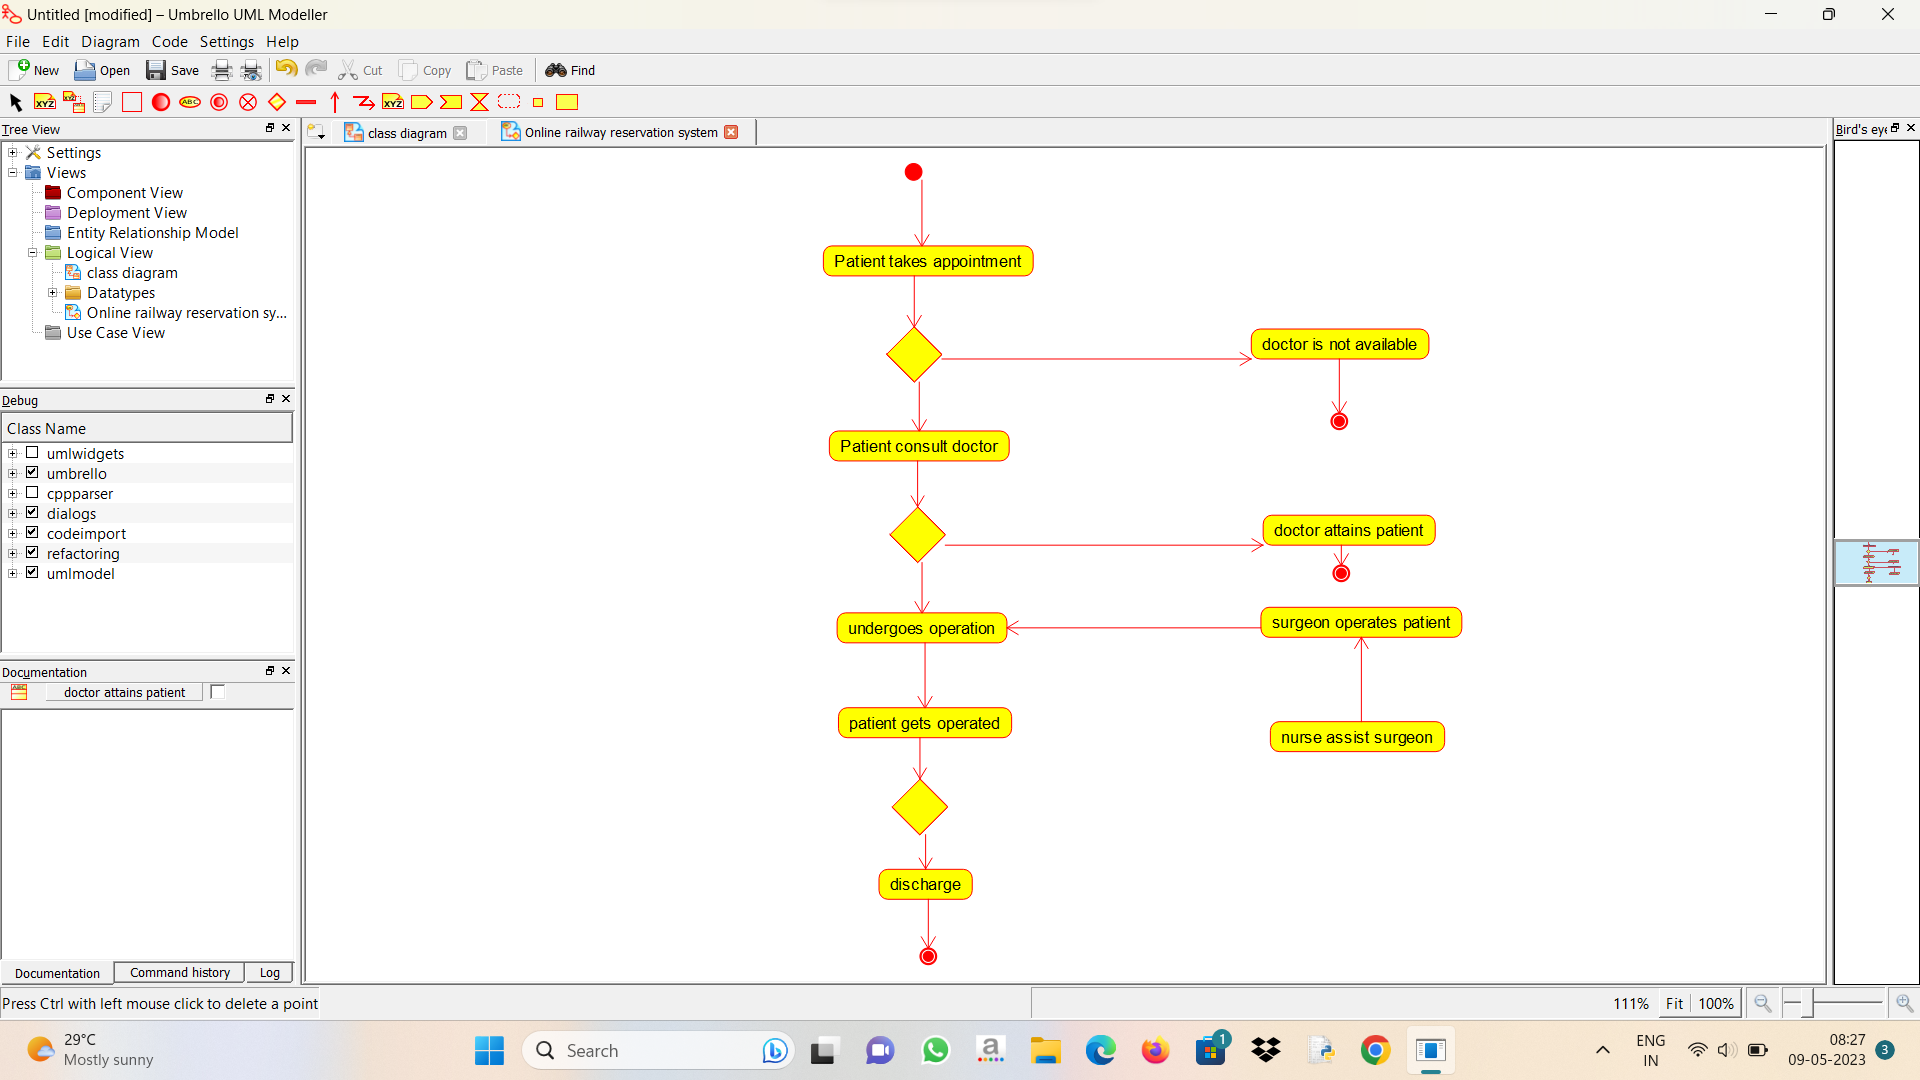 Untitled [modified] – Umbrello UML Modeller
File Edit Diagram Code Settings Help
New Open Save Cut Copy Paste Find
XYZ XYZ ABC XYZ
Tree View
class diagram Online railway reservation system
Bird's eye
Settings
Views
Component View
Deployment View
Entity Relationship Model
Logical View
class diagram
Datatypes
Online railway reservation sy...
Use Case View
Debug
Class Name
umlwidgets
umbrello
cppparser
dialogs
codeimport
refactoring
umlmodel
Documentation
ABC doctor attains patient
Documentation Command history Log
Patient takes appointment
doctor is not available
Patient consult doctor
doctor attains patient
undergoes operation
surgeon operates patient
patient gets operated
nurse assist surgeon
discharge
Press Ctrl with left mouse click to delete a point
111% Fit 100%
29°C
Mostly sunny
Search
a
1
ENG
IN
08:27
09-05-2023
3